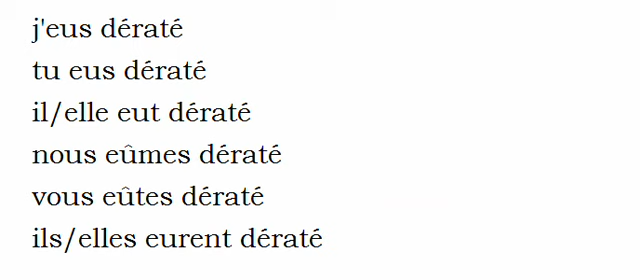 j'eus dératé
tu eus dératé
il/elle eut dératé
nous eûmes dératé
vous eûtes dératé
ils/elles eurent dératé